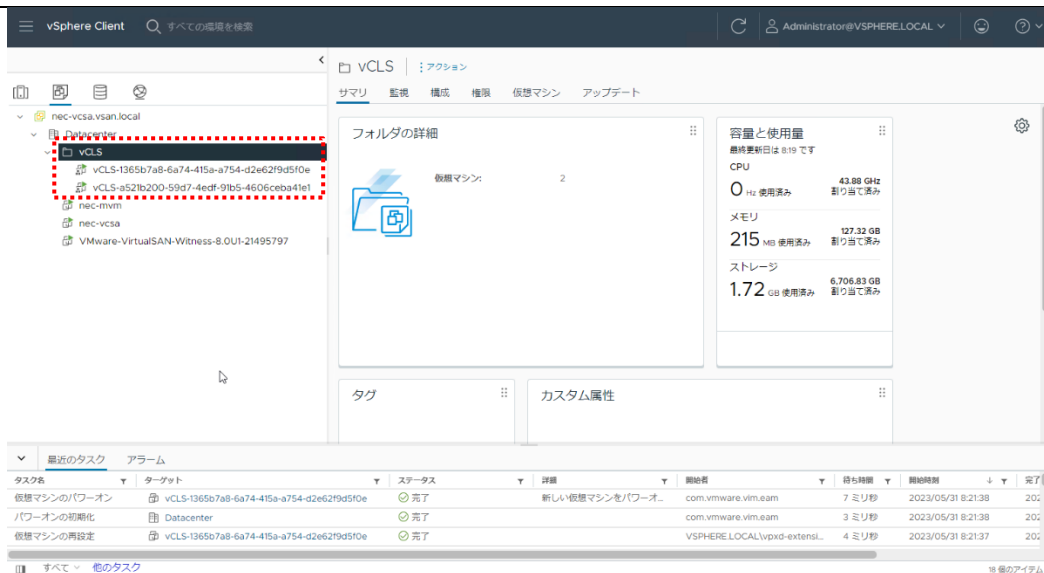 vSphere Client すべての環境を検索 Administrator@VSPHERE.LOCAL
vCLS アクション
サマリ 監視 構成 権限 仮想マシン アップデート
nec-vcsa.vsan.local
Datacenter
vCLS
vCLS-1365b7a8-6a74-415a-a754-d2e62f9d5f0e
vCLS-a521b200-59d7-4edf-91b5-4606ceba41e1
nec-mvm
nec-vcsa
VMware-VirtualSAN-Witness-8.0U1-21495797
フォルダの詳細
仮想マシン: 2
容量と使用量
最終更新日は 8:19 です
CPU
0 Hz 使用済み 43.88 GHz 割り当て済み
メモリ
215 MB 使用済み 127.32 GB 割り当て済み
ストレージ
1.72 GB 使用済み 6,706.83 GB 割り当て済み
タグ
カスタム属性
最近のタスク アラーム
タスク名 ターゲット ステータス 詳細 開始者 待ち時間 開始時刻 完了
仮想マシンのパワーオン vCLS-1365b7a8-6a74-415a-a754-d2e62f9d5f0e 完了 新しい仮想マシンをパワーオ... com.vmware.vim.eam 7 ミリ秒 2023/05/31 8:21:38 202
パワーオンの初期化 Datacenter 完了 com.vmware.vim.eam 3 ミリ秒 2023/05/31 8:21:38 202
仮想マシンの再設定 vCLS-1365b7a8-6a74-415a-a754-d2e62f9d5f0e 完了 VSPHERE.LOCAL\vpxd-extensi... 4 ミリ秒 2023/05/31 8:21:37 202
すべて 他のタスク 18 個のアイテム